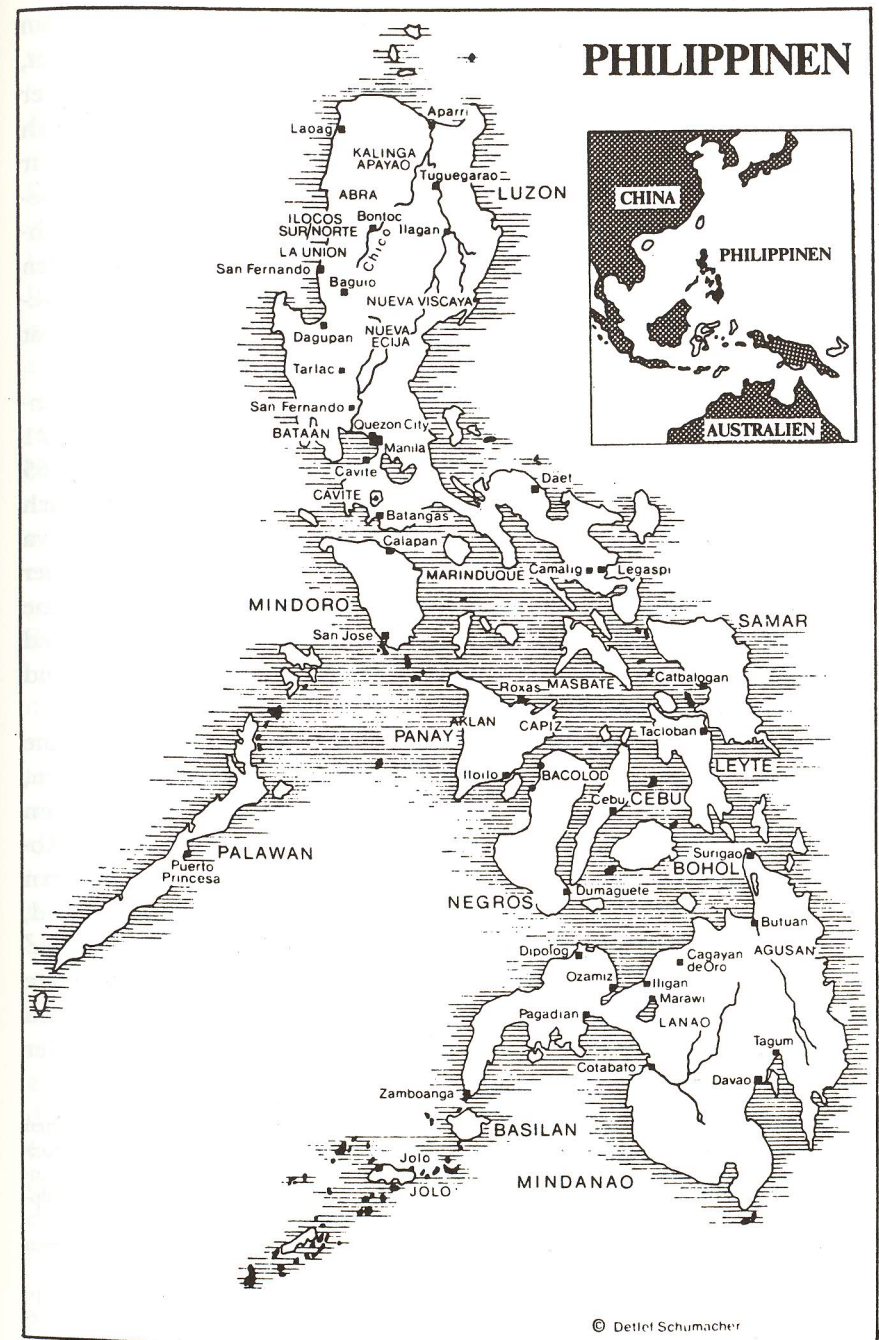 PHILIPPINEN
CHINA
PHILIPPINEN
AUSTRALIEN
Aparri
Laoag
KALINGA
APAYAO
Tuguegarao
ABRA
LUZON
ILOCOS
SUR/NORTE
Bontoc
Ilagan
Chico
LA UNION
San Fernando
Baguio
NUEVA VISCAYA
Dagupan
NUEVA
ECIJA
Tarlac
San Fernando
BATAAN
Quezon City
Manila
Cavite
CAVITE
Daet
Batangas
Calapan
MARINDUQUE
Camalig
Legaspi
MINDORO
San Jose
SAMAR
Catbalogan
MASBATE
Roxas
AKLAN
CAPIZ
PANAY
Tacloban
Iloilo
BACOLOD
LEYTE
Cebu
CEBU
PALAWAN
Puerto
Princesa
Surigao
BOHOL
Dumaguete
NEGROS
Butuan
AGUSAN
Dipolog
Cagayan
de Oro
Ozamiz
Iligan
Marawi
Pagadian
LANAO
Tagum
Cotabato
Davao
Zamboanga
BASILAN
Jolo
JOLO
MINDANAO
© Detlef Schumacher